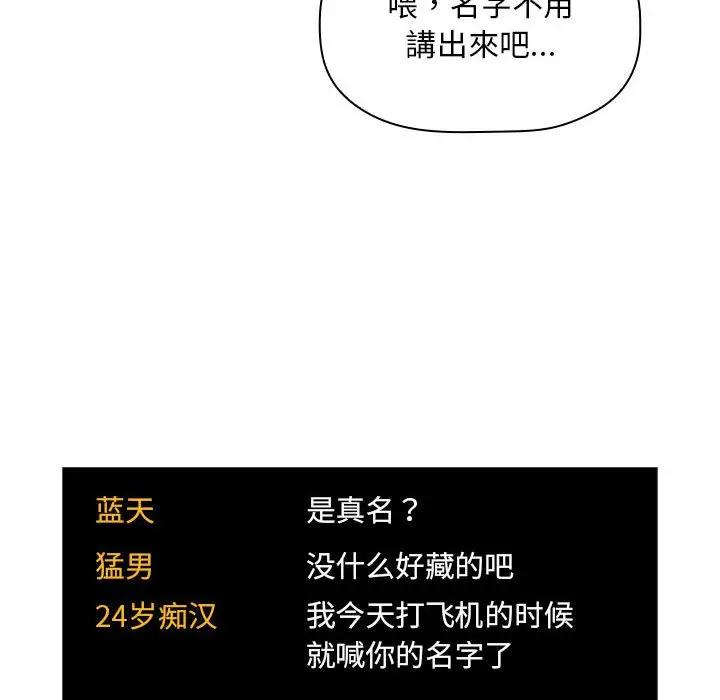 喂，名字不用
講出來吧...
蓝天 是真名？
猛男 没什么好藏的吧
24岁痴汉 我今天打飞机的时候
就喊你的名字了